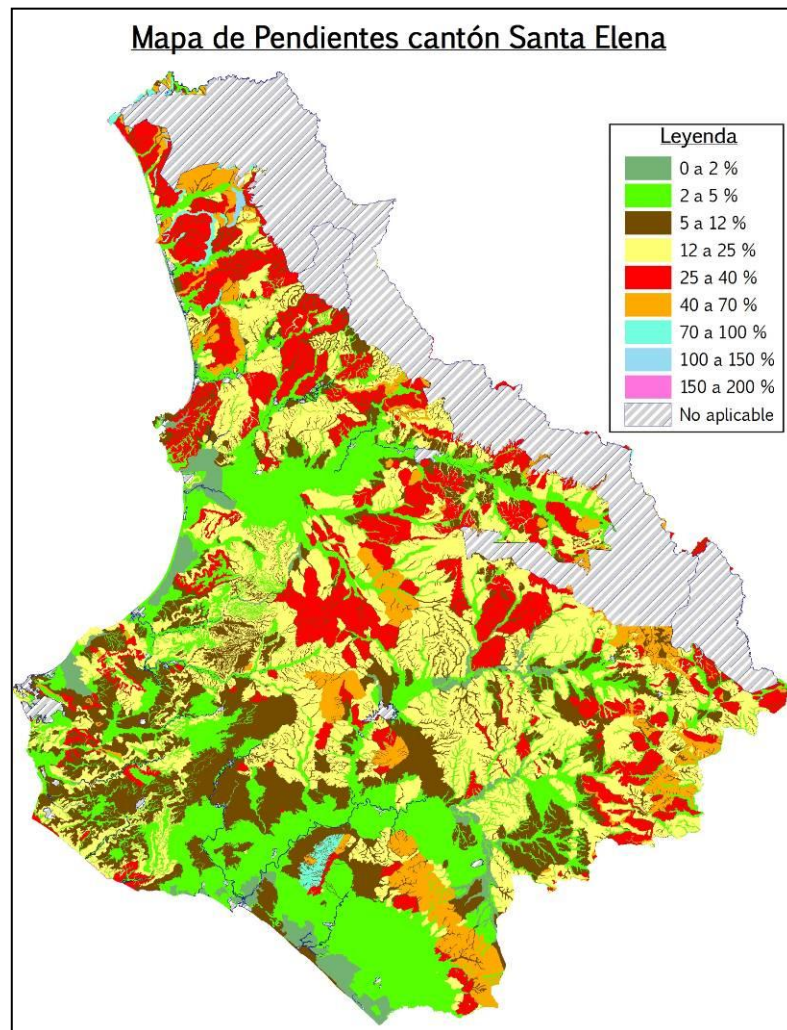 Mapa de Pendientes cantón Santa Elena
Leyenda
0 a 2 %
2 a 5 %
5 a 12 %
12 a 25 %
25 a 40 %
40 a 70 %
70 a 100 %
100 a 150 %
150 a 200 %
No aplicable